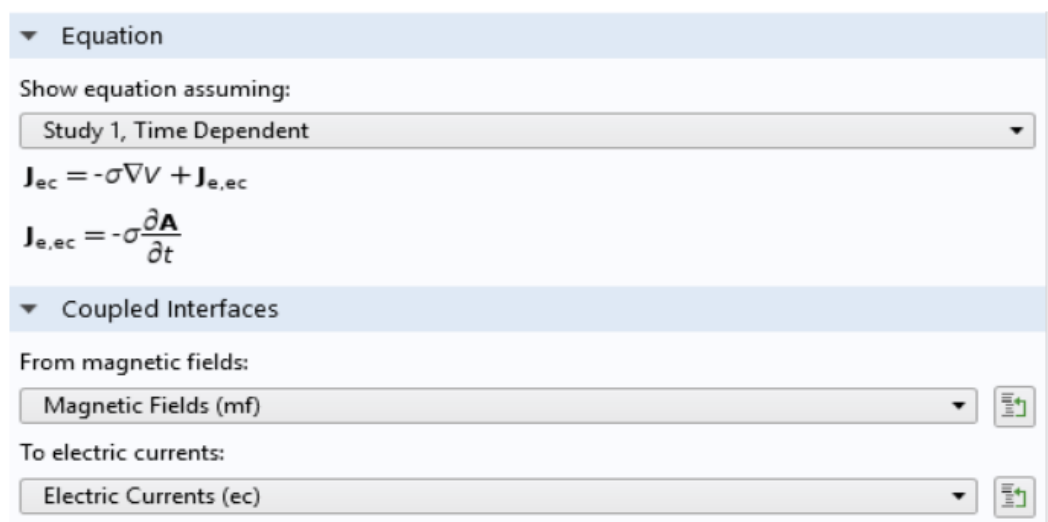 Equation
Show equation assuming:
Study 1, Time Dependent
J_ec = -σ∇V + J_e,ec
J_e,ec = -σ ∂A/∂t
Coupled Interfaces
From magnetic fields:
Magnetic Fields (mf)
To electric currents:
Electric Currents (ec)